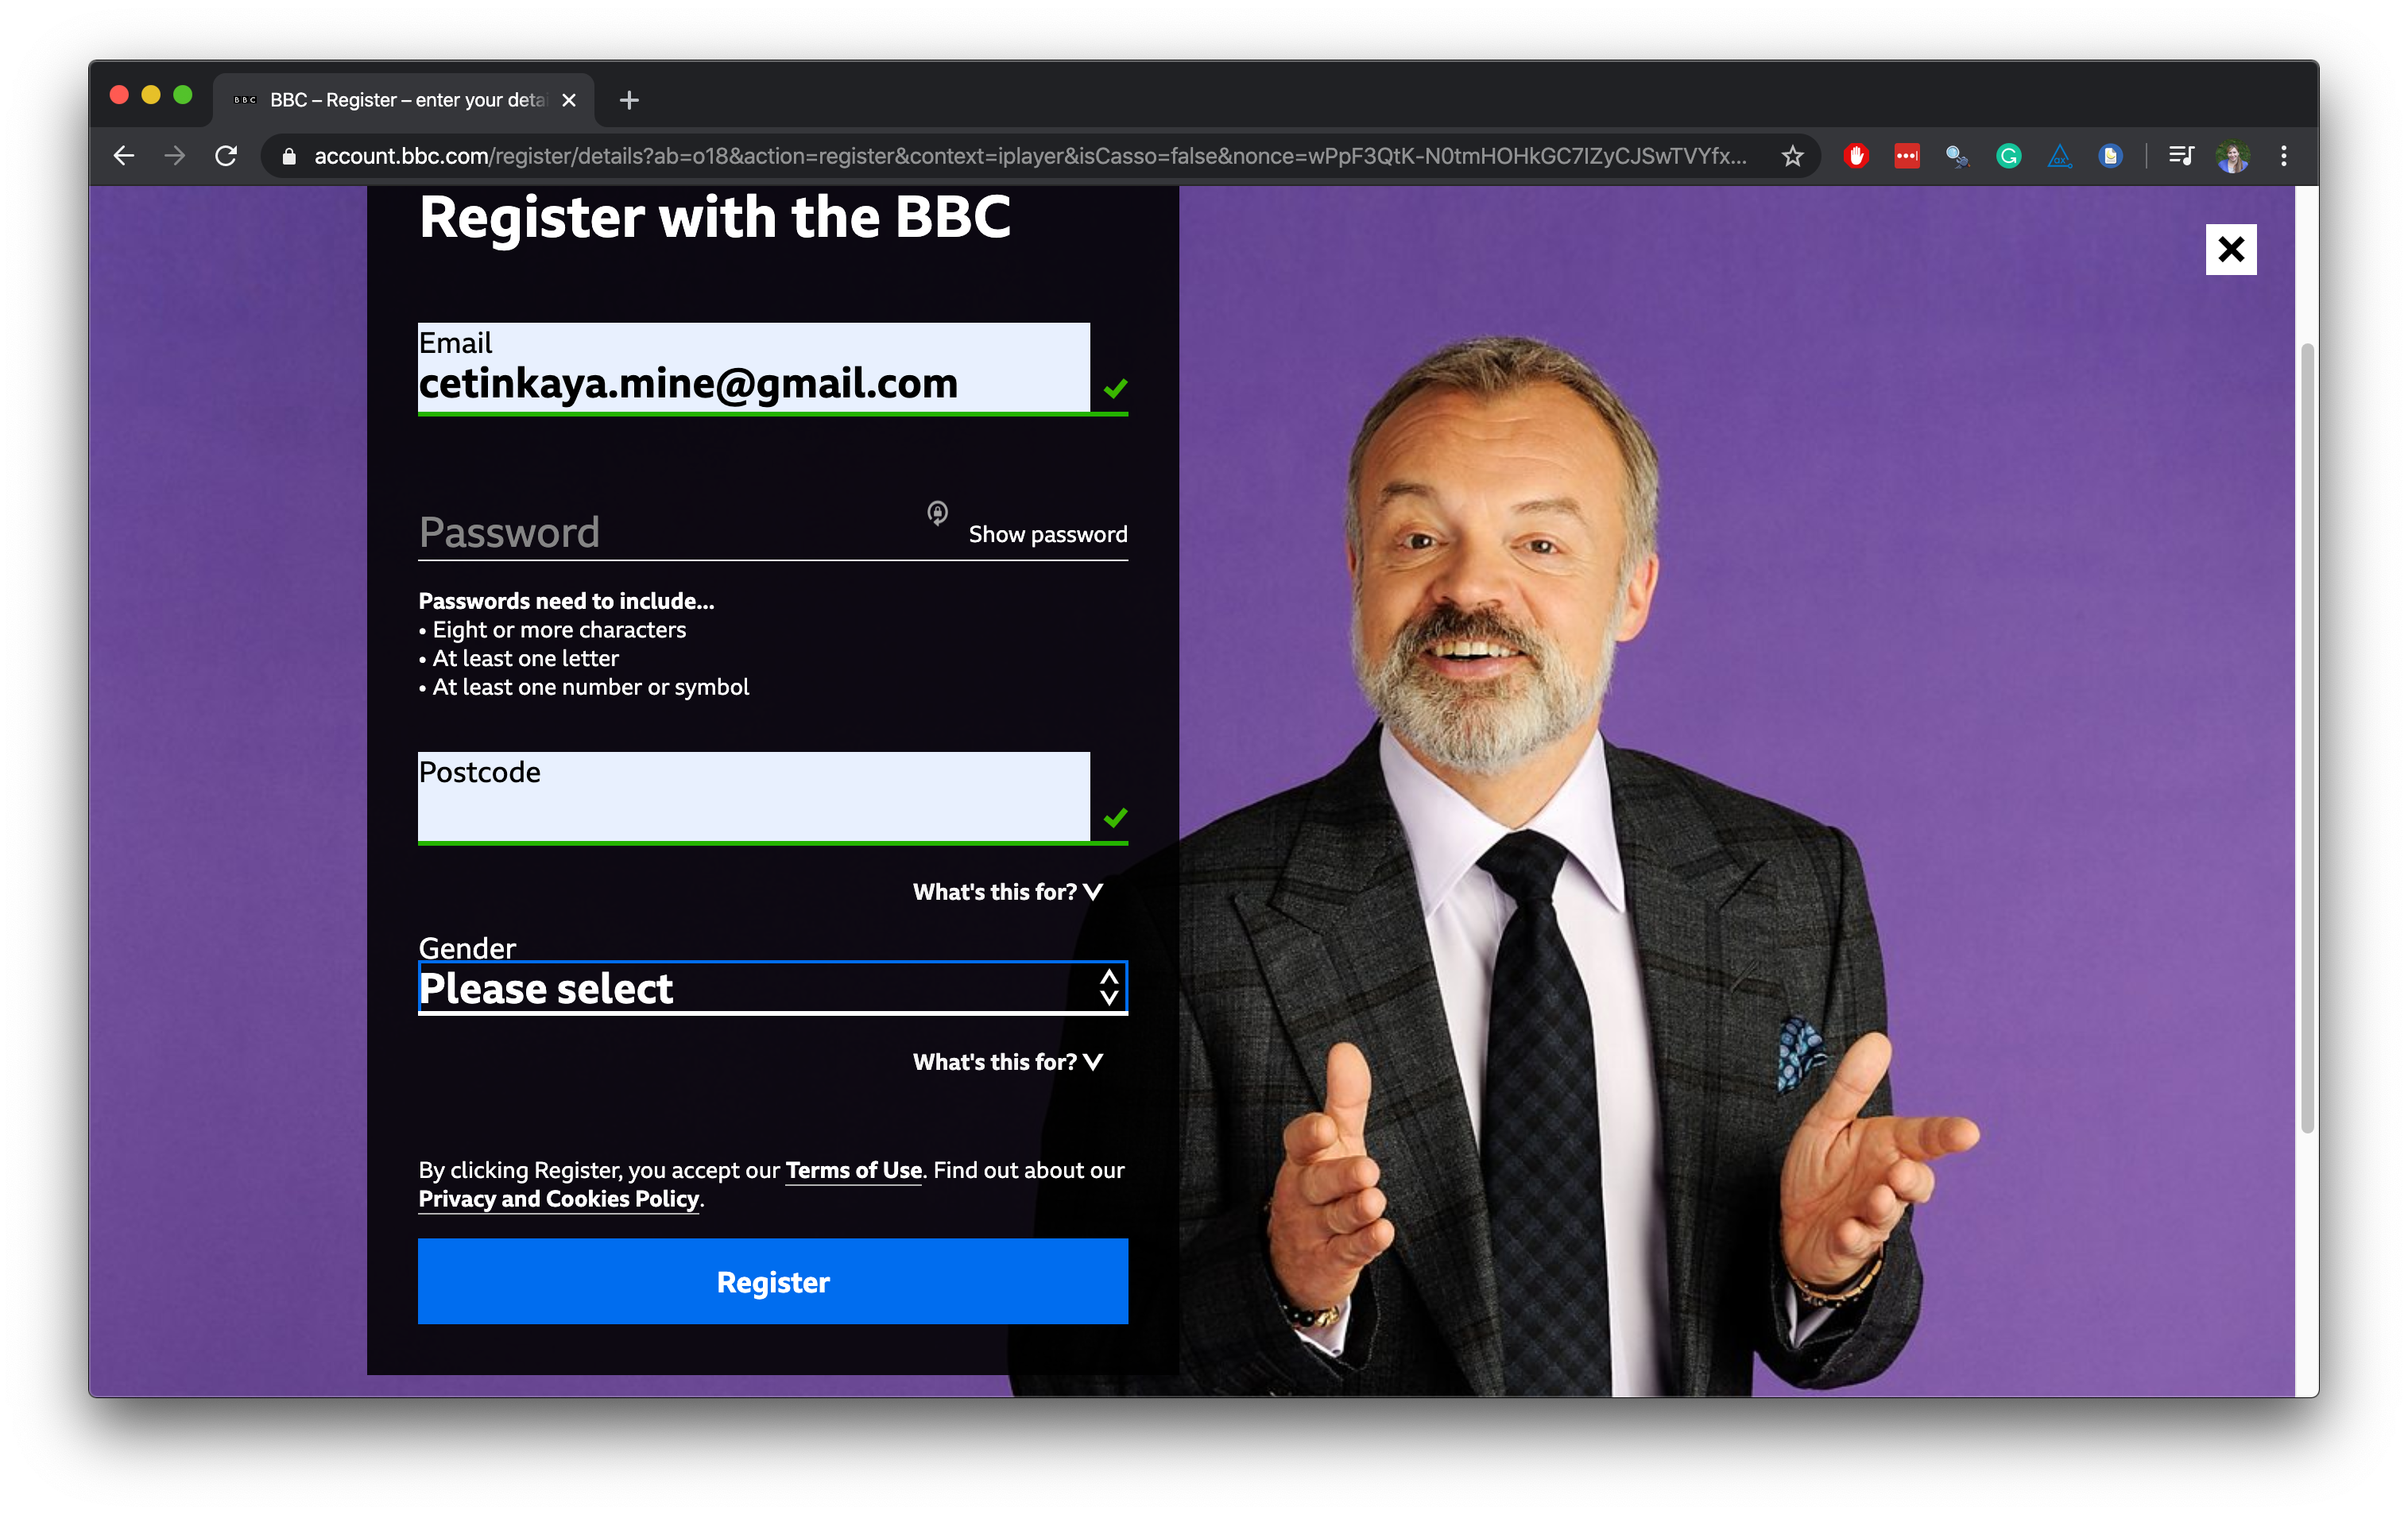 BBC BBC – Register – enter your detai
account.bbc.com/register/details?ab=o18&action=register&context=iplayer&isCasso=false&nonce=wPpF3QtK-N0tmHOHkGC7IZyCJSwTVYfx...
Register with the BBC
Email
cetinkaya.mine@gmail.com
Password
Show password
Passwords need to include...
• Eight or more characters
• At least one letter
• At least one number or symbol
Postcode
What's this for?
Gender
Please select
What's this for?
By clicking Register, you accept our Terms of Use. Find out about our
Privacy and Cookies Policy.
Register